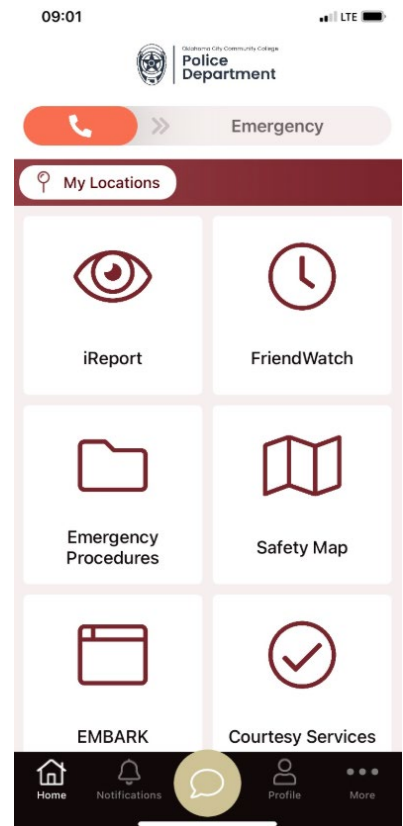 09:01
LTE
Oklahoma City Community College
Police
Department
Emergency
My Locations
iReport
FriendWatch
Emergency
Procedures
Safety Map
EMBARK
Courtesy Services
Home
Notifications
Profile
More